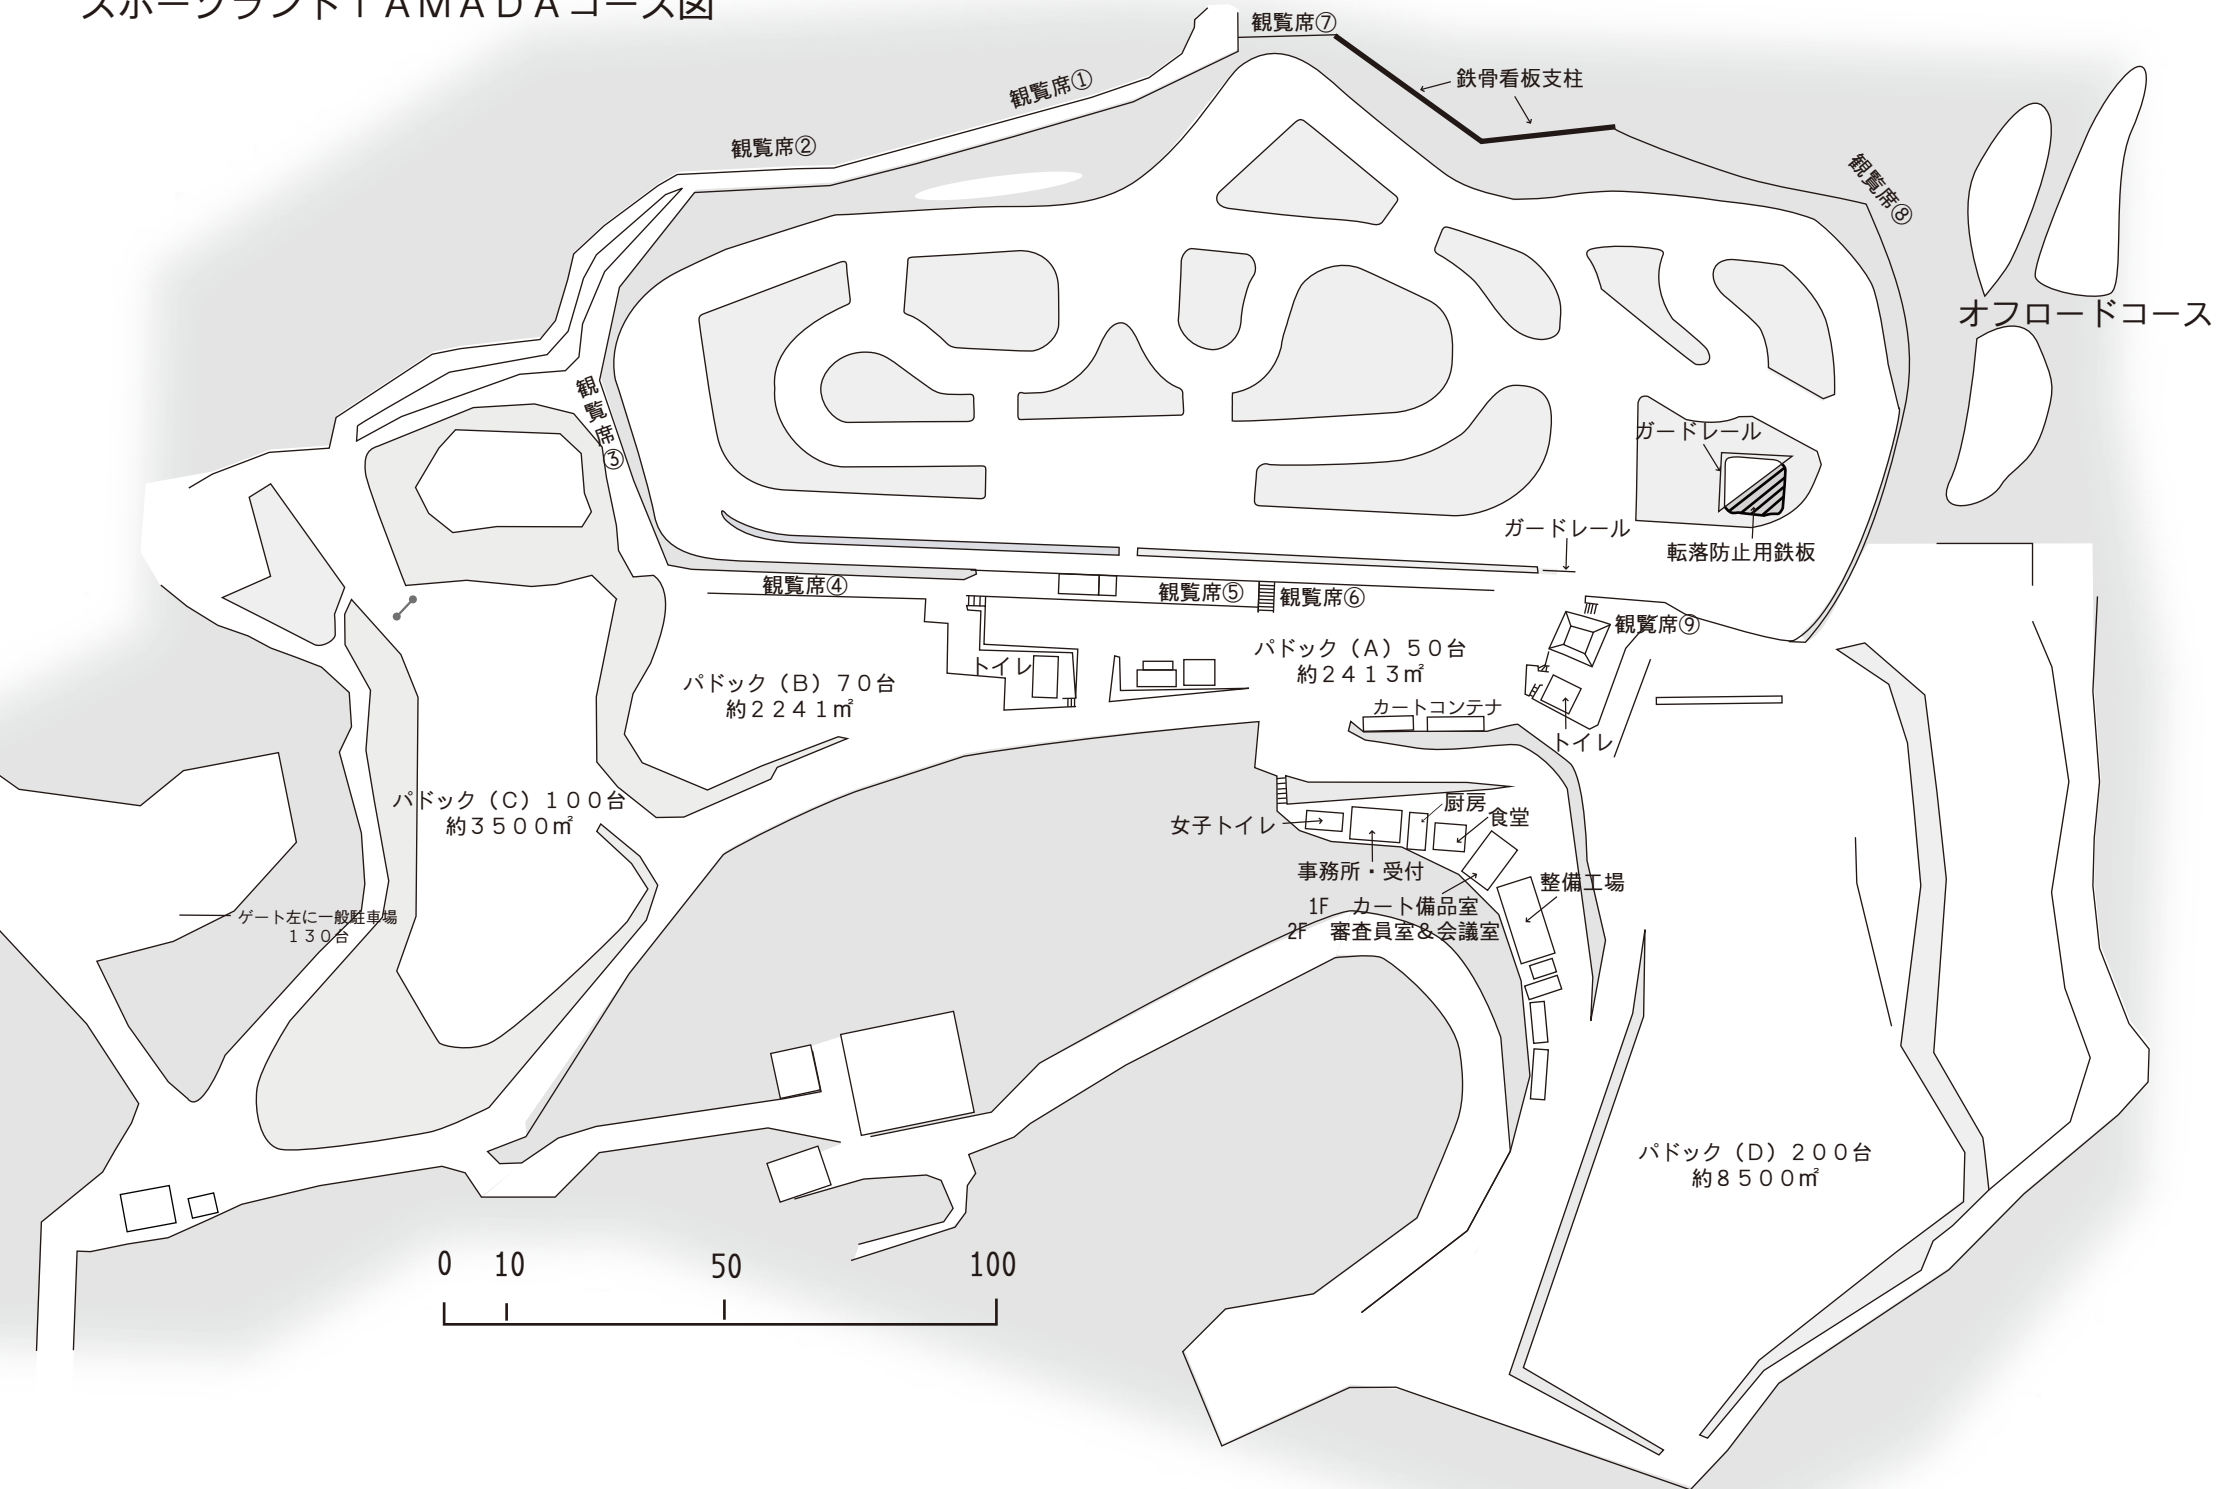 スポーツランドTAMADAコース図
観覧席⑦
鉄骨看板支柱
観覧席①
観覧席②
観覧席⑧
オフロードコース
観覧席③
ガードレール
ガードレール
転落防止用鉄板
観覧席④
観覧席⑤
観覧席⑥
観覧席⑨
パドック（A）５０台
約２４１３㎡
トイレ
パドック（B）７０台
約２２４１㎡
カートコンテナ
トイレ
パドック（C）１００台
約３５００㎡
厨房
食堂
女子トイレ
事務所・受付
整備工場
1F カート備品室
2F 審査員室＆会議室
ゲート左に一般駐車場
１３０台
パドック（D）２００台
約８５００㎡
0 10 50 100